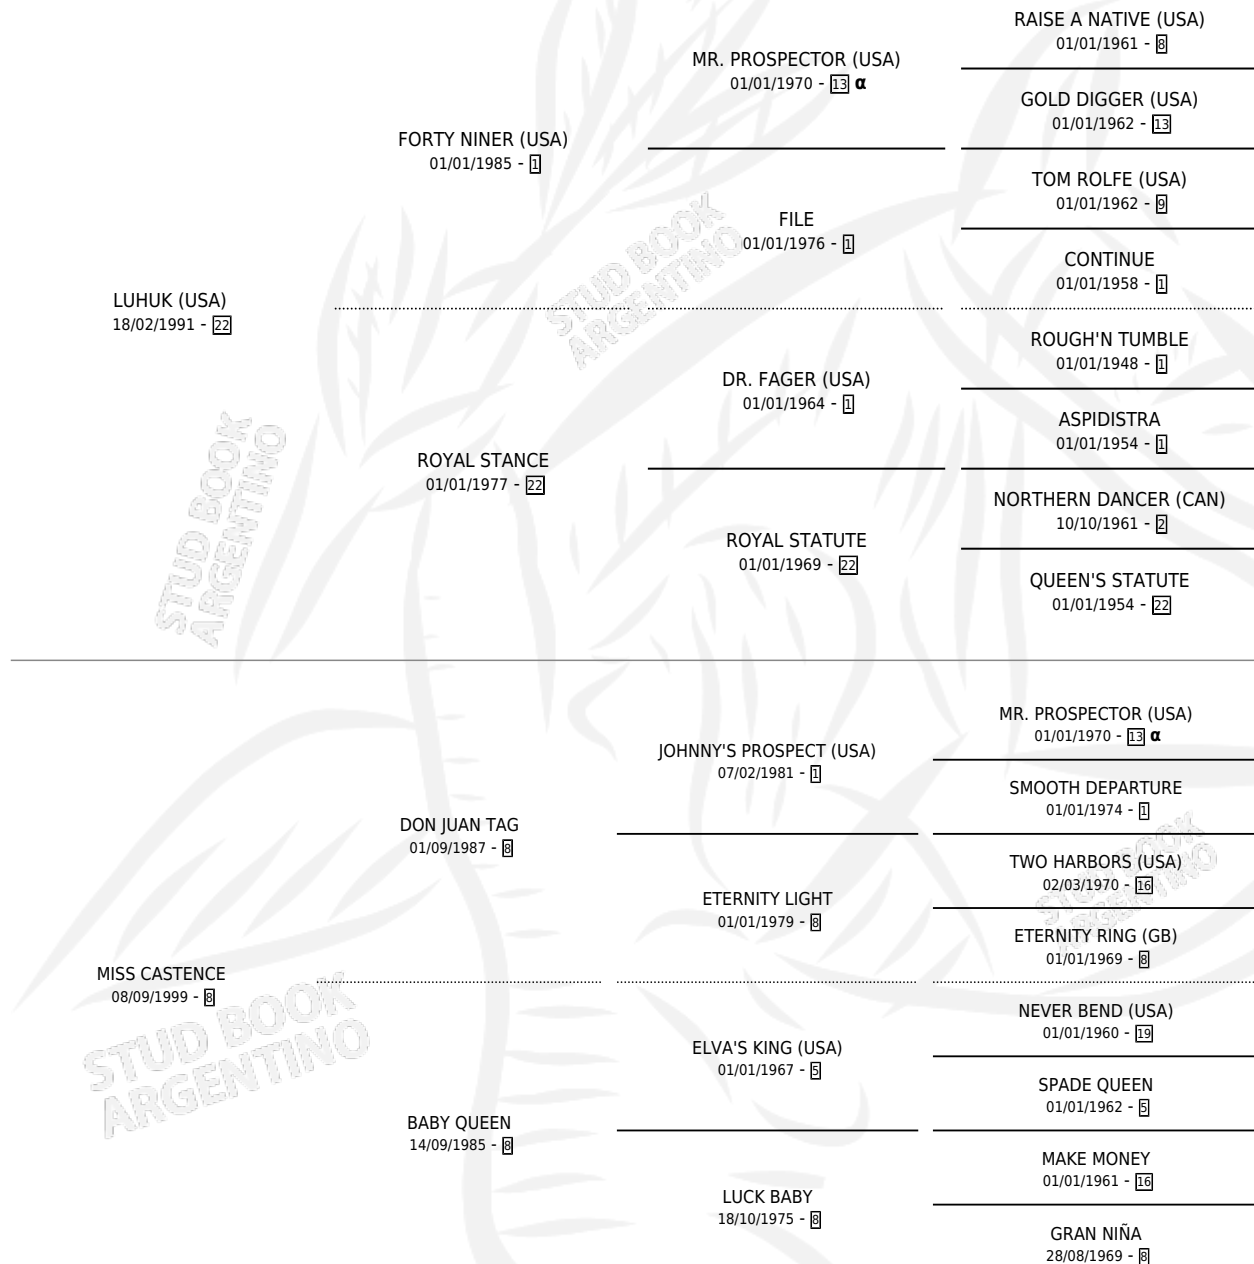 LUHUK (USA)
18/02/1991 - 22
FORTY NINER (USA)
01/01/1985 - 1
MR. PROSPECTOR (USA)
01/01/1970 - 13 α
RAISE A NATIVE (USA)
01/01/1961 - 8
GOLD DIGGER (USA)
01/01/1962 - 13
FILE
01/01/1976 - 1
TOM ROLFE (USA)
01/01/1962 - 9
CONTINUE
01/01/1958 - 1
ROYAL STANCE
01/01/1977 - 22
DR. FAGER (USA)
01/01/1964 - 1
ROUGH'N TUMBLE
01/01/1948 - 1
ASPIDISTRA
01/01/1954 - 1
ROYAL STATUTE
01/01/1969 - 22
NORTHERN DANCER (CAN)
10/10/1961 - 2
QUEEN'S STATUTE
01/01/1954 - 22
MISS CASTENCE
08/09/1999 - 8
DON JUAN TAG
01/09/1987 - 8
JOHNNY'S PROSPECT (USA)
07/02/1981 - 1
MR. PROSPECTOR (USA)
01/01/1970 - 13 α
SMOOTH DEPARTURE
01/01/1974 - 1
ETERNITY LIGHT
01/01/1979 - 8
TWO HARBORS (USA)
02/03/1970 - 16
ETERNITY RING (GB)
01/01/1969 - 8
BABY QUEEN
14/09/1985 - 8
ELVA'S KING (USA)
01/01/1967 - 5
NEVER BEND (USA)
01/01/1960 - 19
SPADE QUEEN
01/01/1962 - 5
LUCK BABY
18/10/1975 - 8
MAKE MONEY
01/01/1961 - 16
GRAN NIÑA
28/08/1969 - 8
STUD BOOK
ARGENTINO
STUD BOOK
ARGENTINO
STUD BOOK
ARGENTINO
STUD BOOK
ARGENTINO